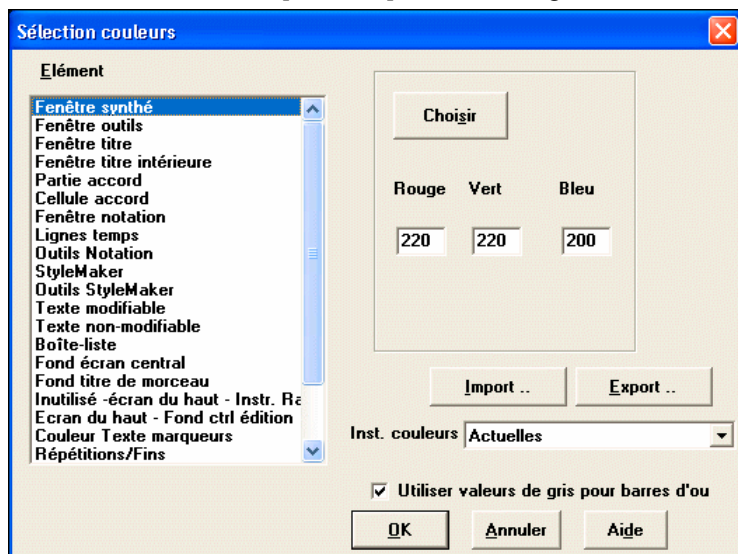 Sélection couleurs
Elément
Fenêtre synthé
Fenêtre outils
Fenêtre titre
Fenêtre titre intérieure
Partie accord
Cellule accord
Fenêtre notation
Lignes temps
Outils Notation
StyleMaker
Outils StyleMaker
Texte modifiable
Texte non-modifiable
Boîte-liste
Fond écran central
Fond titre de morceau
Inutilisé -écran du haut - Instr. Ra
Ecran du haut - Fond ctrl édition
Couleur Texte marqueurs
Répétitions/Fins
Choisir
Rouge Vert Bleu
220 220 200
Import .. Export ..
Inst. couleurs Actuelles
Utiliser valeurs de gris pour barres d'ou
OK Annuler Aide